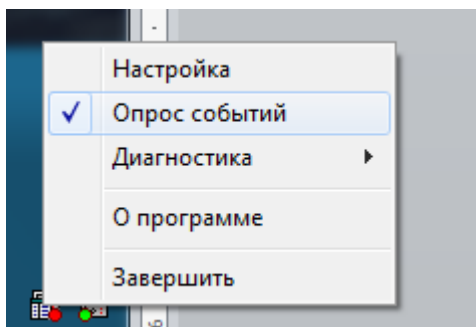 Настройка
Опрос событий
Диагностика
О программе
Завершить